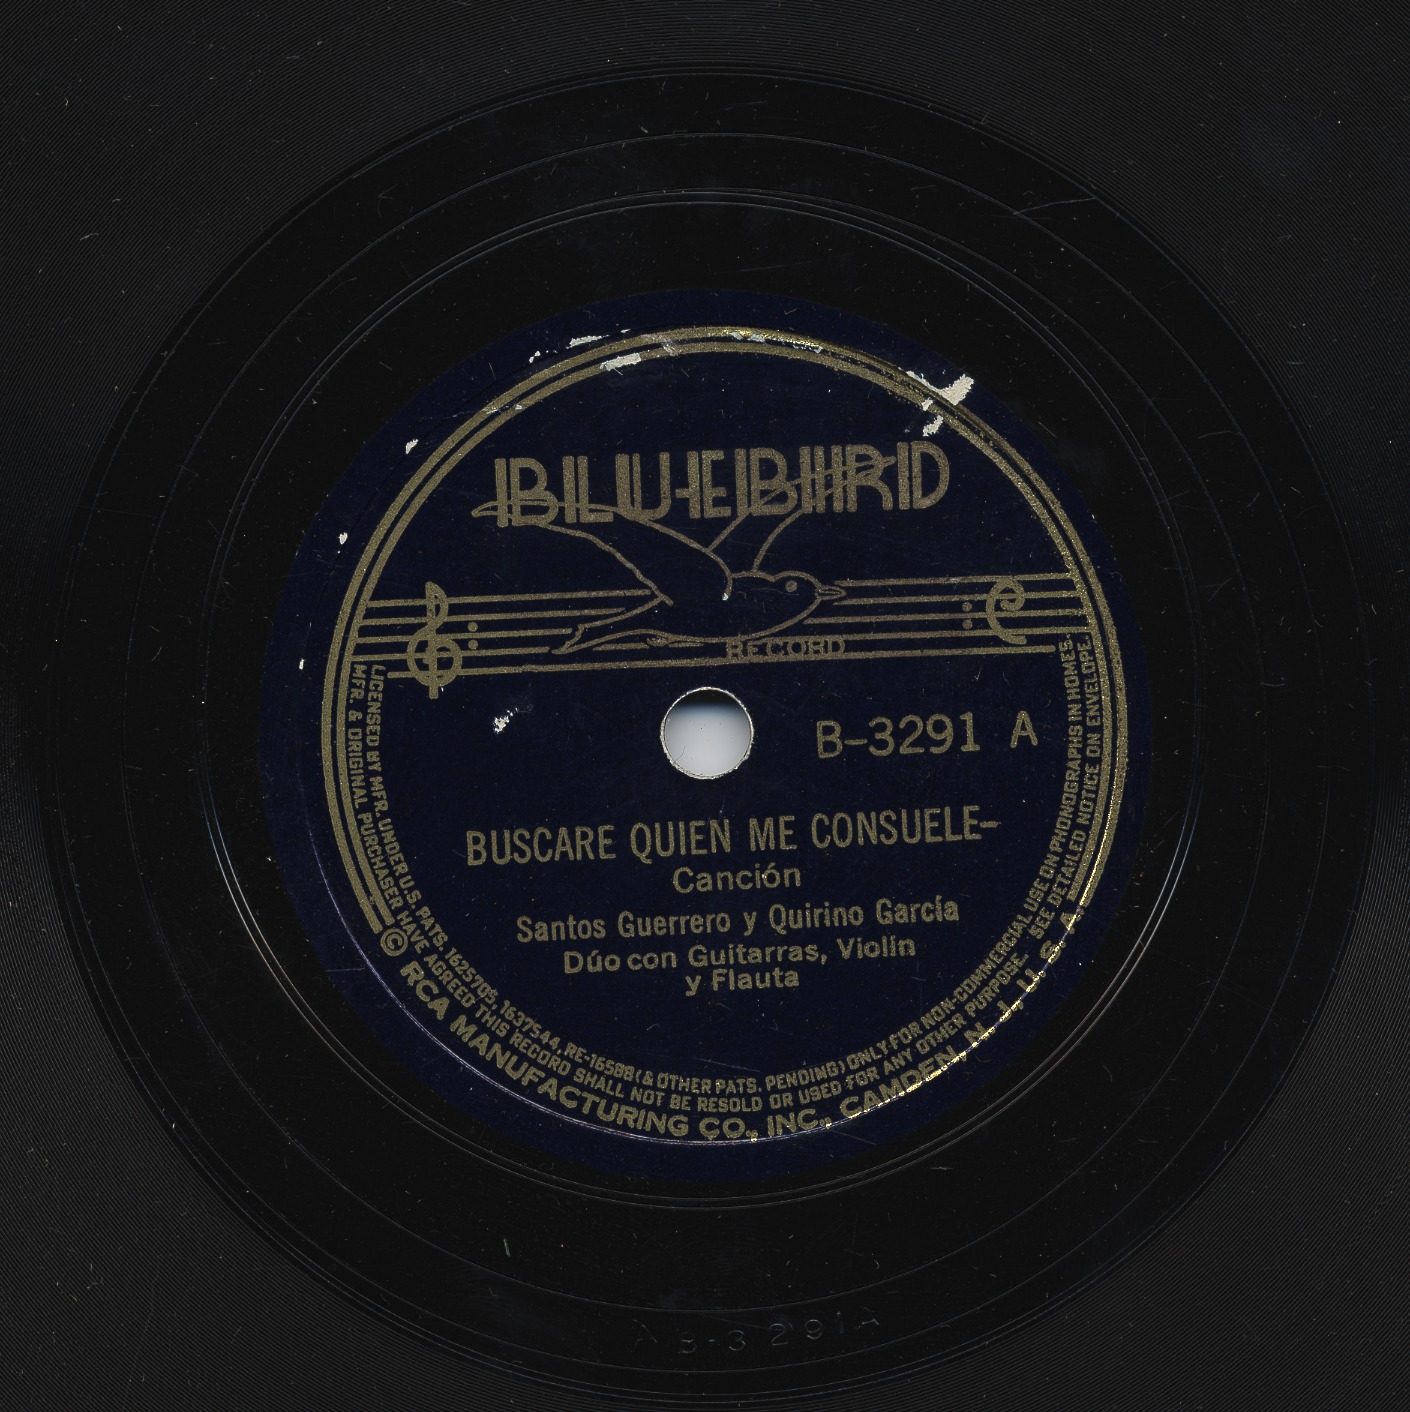 BLUEBIRD
RECORD
B-3291 A
BUSCARE QUIEN ME CONSUELE-
Canción
Santos Guerrero y Quirino García
Dúo con Guitarras, Violín
y Flauta
LICENSED BY MFR. UNDER U.S. PATS. 1625705, 1637544, RE-16588 (& OTHER PATS. PENDING) ONLY FOR NON-COMMERCIAL USE ON PHONOGRAPHS IN HOMES.
MFR. & ORIGINAL PURCHASER HAVE AGREED THIS RECORD SHALL NOT BE RESOLD OR USED FOR ANY OTHER PURPOSE. SEE DETAILED NOTICE ON ENVELOPE.
© RCA MANUFACTURING CO., INC., CAMDEN, N. J., U. S. A.
A B-3291A